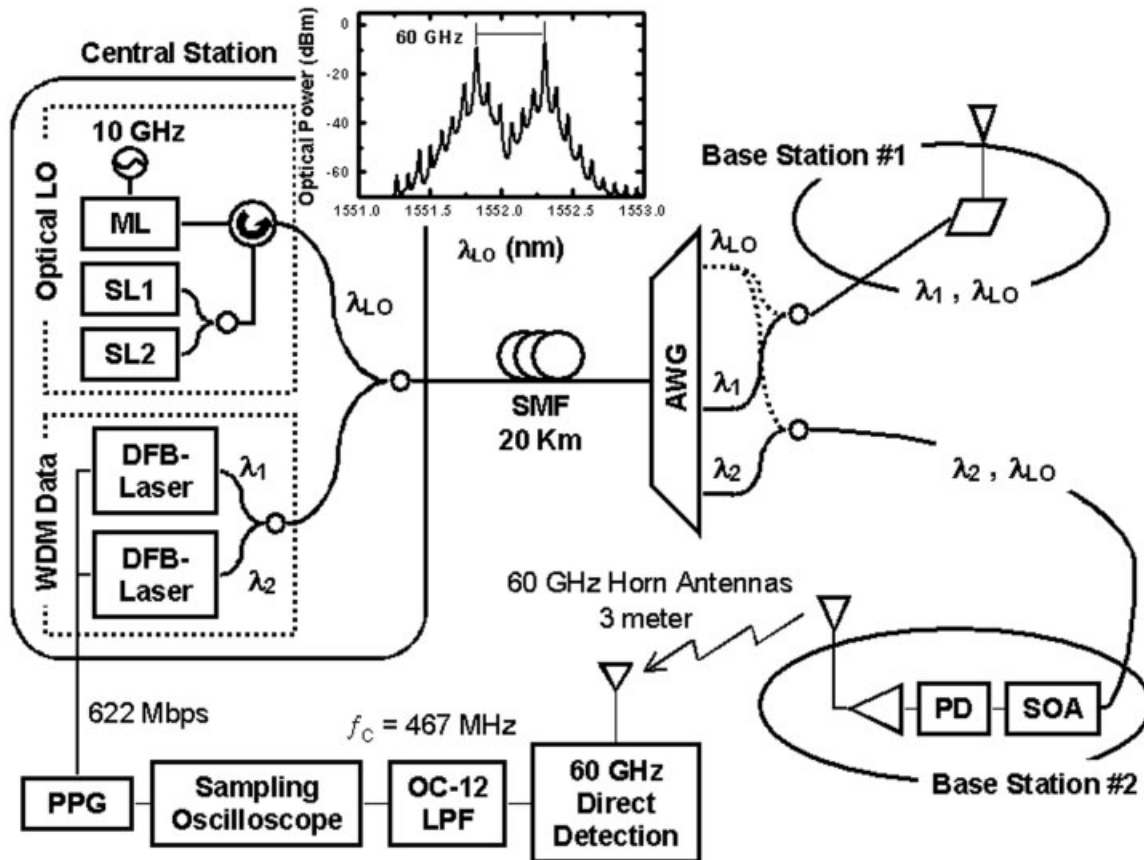 Central Station
Optical LO
10 GHz
ML
SL1
SL2
λLO
WDM Data
DFB-
Laser
λ1
DFB-
Laser
λ2
Optical Power (dBm)
0
-20
-40
-60
60 GHz
1551.0 1551.5 1552.0 1552.5 1553.0
λLO (nm)
SMF
20 Km
AWG
λLO
λ1
λ2
Base Station #1
λ1 , λLO
λ2 , λLO
60 GHz Horn Antennas
3 meter
PD
SOA
Base Station #2
622 Mbps
fC = 467 MHz
PPG
Sampling
Oscilloscope
OC-12
LPF
60 GHz
Direct
Detection